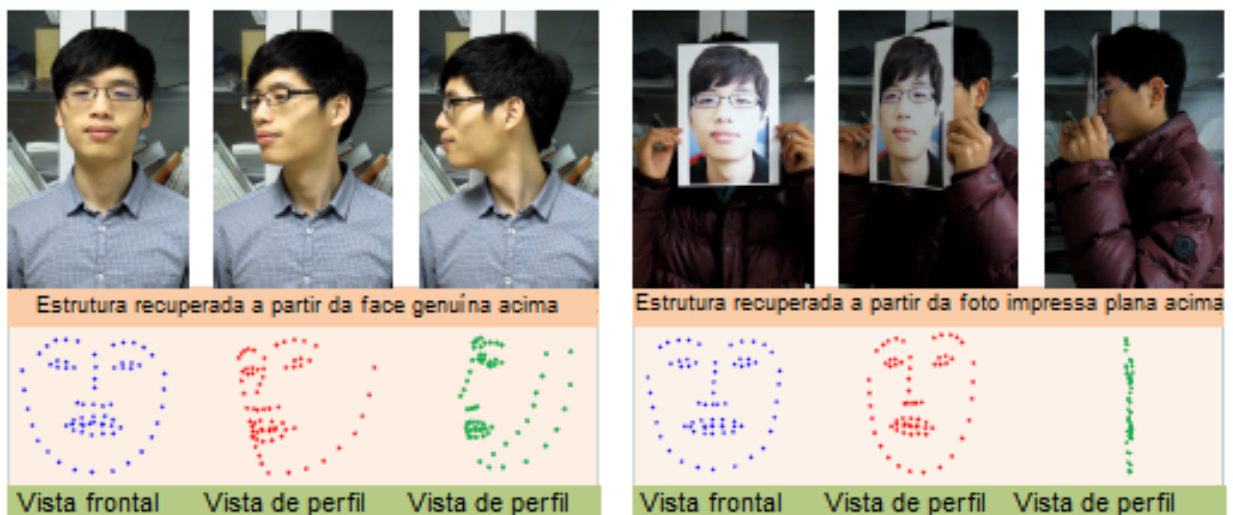 Estrutura recuperada a partir da face genuína acima
Estrutura recuperada a partir da foto impressa plana acima
Vista frontal
Vista de perfil
Vista de perfil
Vista frontal
Vista de perfil
Vista de perfil